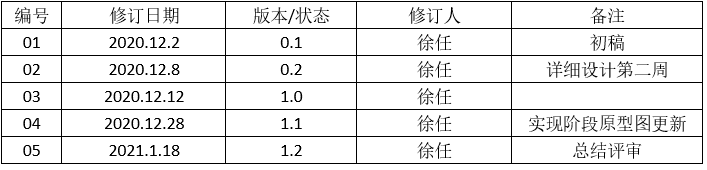 编号 修订日期 版本/状态 修订人 备注
01 2020.12.2 0.1 徐任 初稿
02 2020.12.8 0.2 徐任 详细设计第二周
03 2020.12.12 1.0 徐任
04 2020.12.28 1.1 徐任 实现阶段原型图更新
05 2021.1.18 1.2 徐任 总结评审